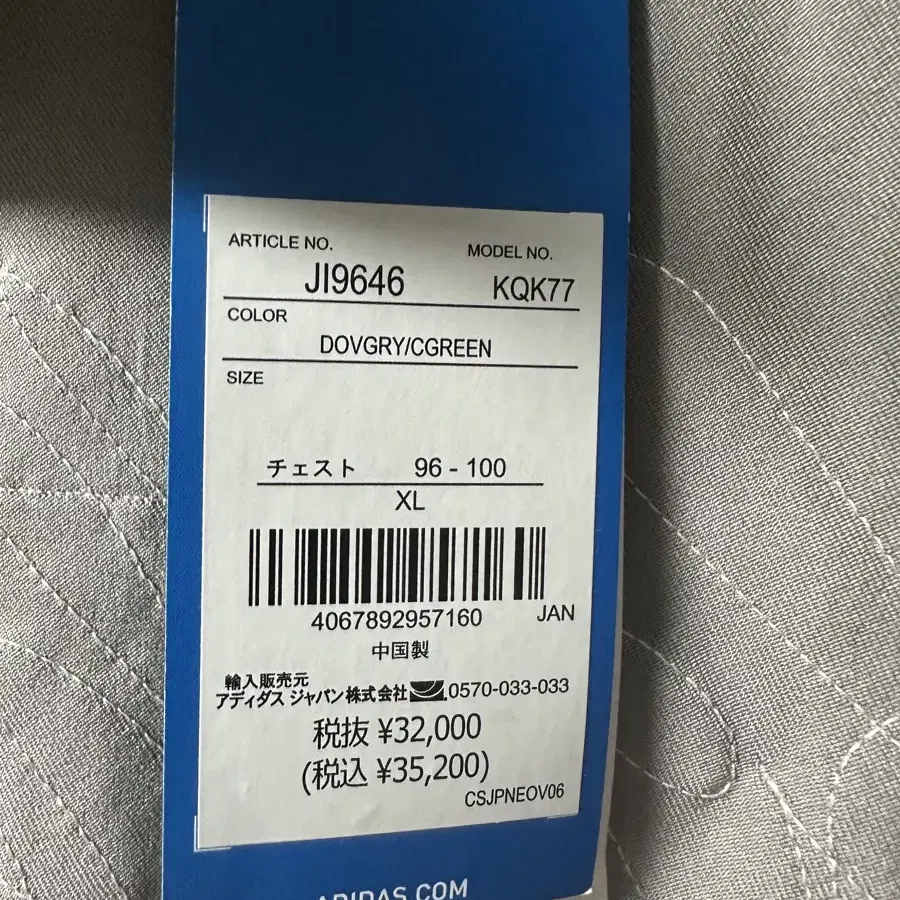 ARTICLE NO.
MODEL NO.
JI9646
KQK77
COLOR
DOVGRY/CGREEN
SIZE
チェスト 96 - 100
XL
4067892957160 JAN
中国製
輸入販売元
アディダス ジャパン株式会社 0570-033-033
税抜 ¥32,000
(税込 ¥35,200)
CSJPNEOV06
ADIDAS.COM